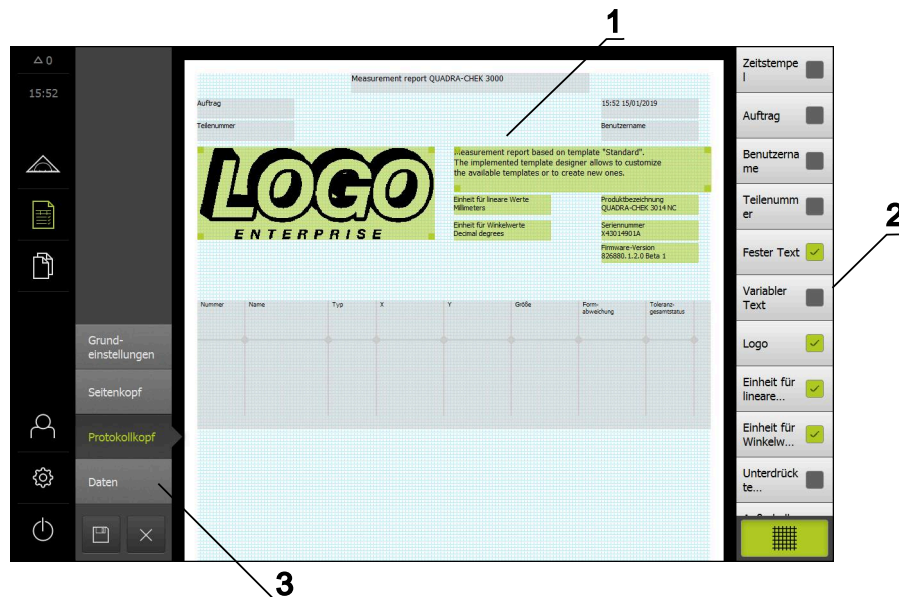 1
0
15:52
Grund-
einstellungen
Seitenkopf
Protokollkopf
Daten
3
Measurement report QUADRA-CHEK 3000
Auftrag
15:52 15/01/2019
Teilenummer
Benutzername
LOGO
ENTERPRISE
Measurement report based on template "Standard".
The implemented template designer allows to customize
the available templates or to create new ones.
Einheit für lineare Werte
Millimeters
Produktbezeichnung
QUADRA-CHEK 3014 NC
Einheit für Winkelwerte
Decimal degrees
Seriennummer
X43014901A
Firmware-Version
826880.1.2.0 Beta 1
Nummer Name Typ X Y Größe Form-
abweichung Toleranz-
gesamtstatus
Zeitstempe
l
Auftrag
Benutzerna
me
Teilenumm
er
Fester Text
Variabler
Text
Logo
Einheit für
lineare...
Einheit für
Winkelw...
Unterdrück
te...
2